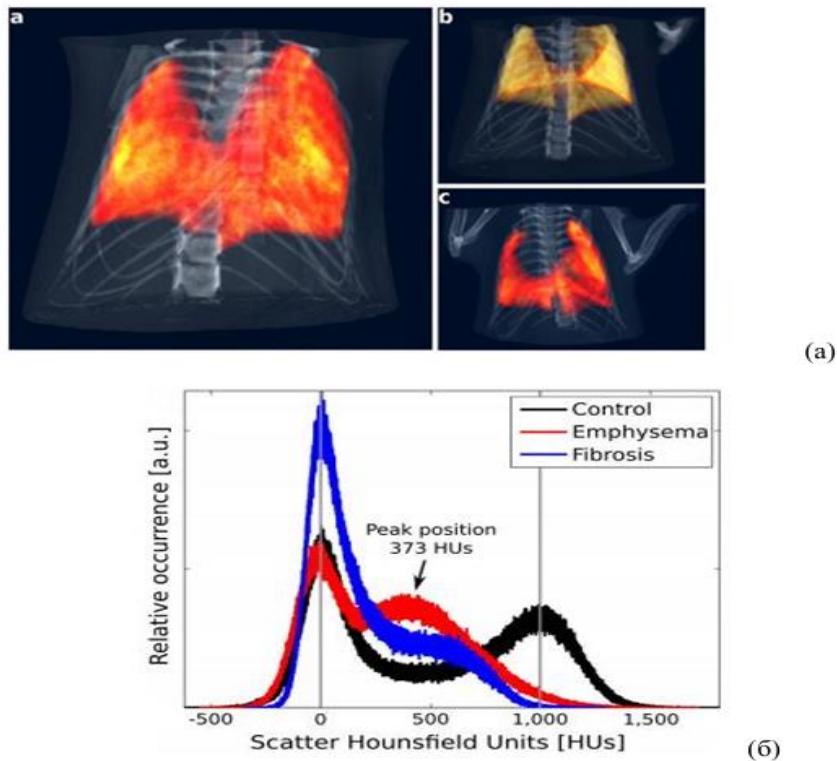 a
b
c
(а)
Control
Emphysema
Fibrosis
Peak position
373 HUs
Relative occurrence [a.u.]
-500 0 500 1,000 1,500
Scatter Hounsfield Units [HUs]
(б)